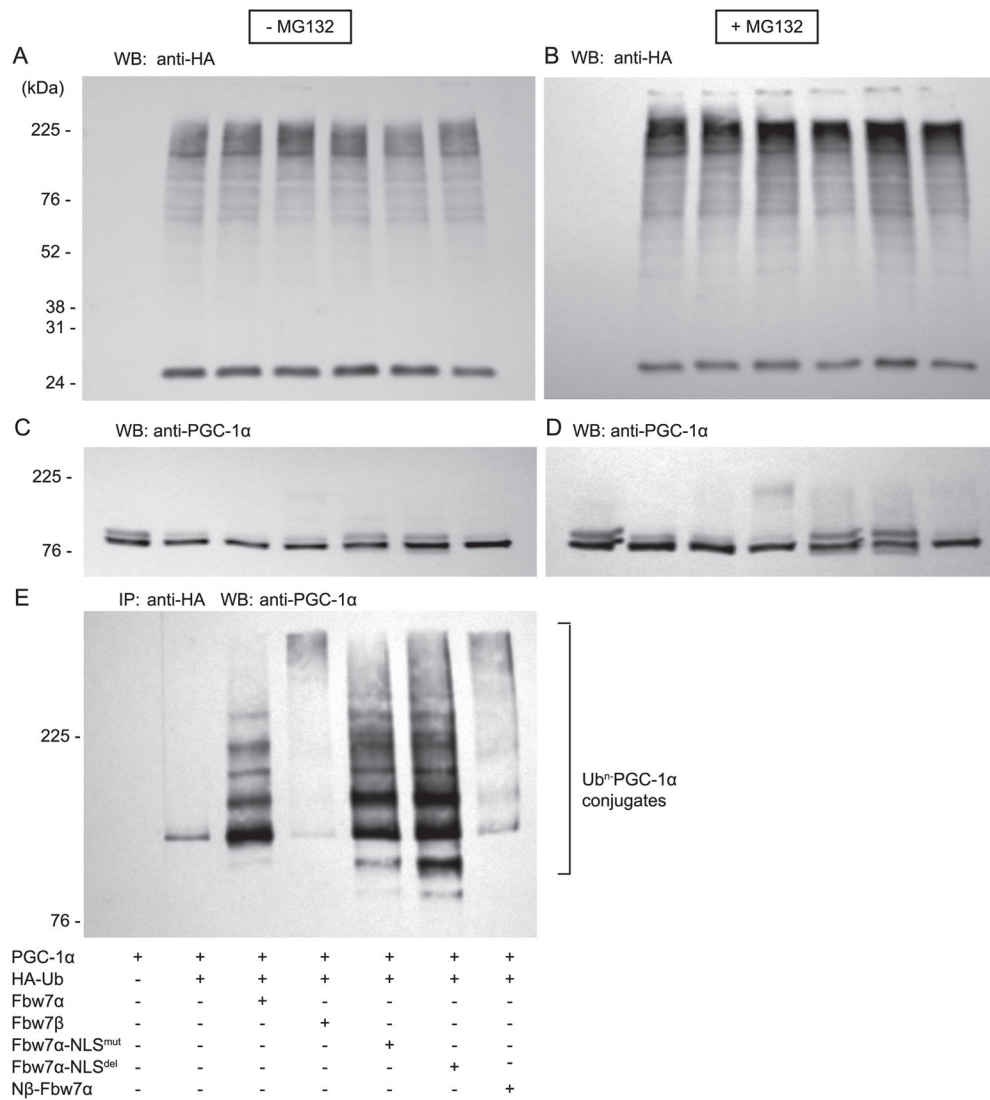 - MG132
+ MG132
A
WB: anti-HA
B WB: anti-HA
(kDa)
225 -
76 -
52 -
38 -
31 -
24 -
C
WB: anti-PGC-1α
D WB: anti-PGC-1α
225 -
76 -
E
IP: anti-HA WB: anti-PGC-1α
225 -
76 -
Ubⁿ-PGC-1α
conjugates
PGC-1α + + + + + + +
HA-Ub - + + + + + +
Fbw7α - - + - - - -
Fbw7β - - - + - - -
Fbw7α-NLSᵐᵘᵗ - - - - + - -
Fbw7α-NLSᵈᵉˡ - - - - - + -
Nβ-Fbw7α - - - - - - +